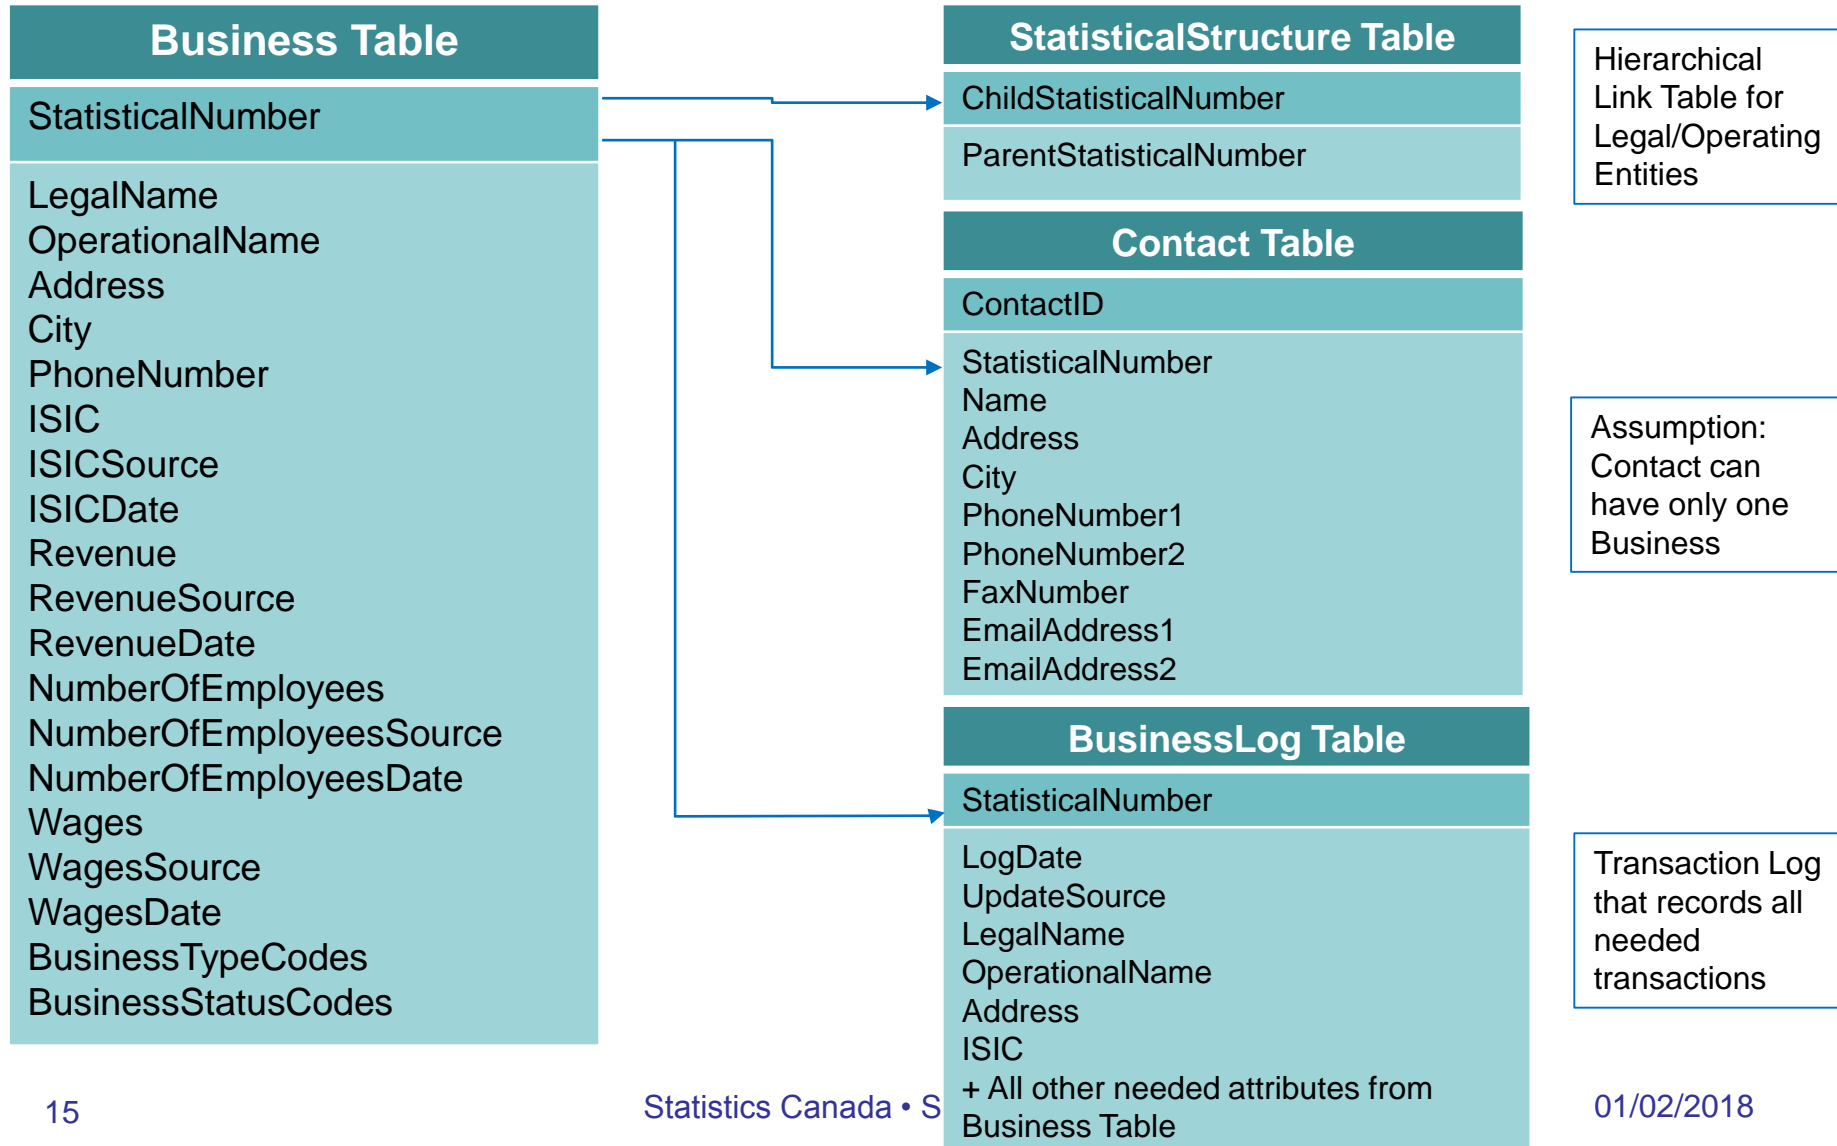 Business Table
StatisticalNumber
LegalName
OperationalName
Address
City
PhoneNumber
ISIC
ISICSource
ISICDate
Revenue
RevenueSource
RevenueDate
NumberOfEmployees
NumberOfEmployeesSource
NumberOfEmployeesDate
Wages
WagesSource
WagesDate
BusinessTypeCodes
BusinessStatusCodes
StatisticalStructure Table
ChildStatisticalNumber
ParentStatisticalNumber
Hierarchical
Link Table for
Legal/Operating
Entities
Contact Table
ContactID
StatisticalNumber
Name
Address
City
PhoneNumber1
PhoneNumber2
FaxNumber
EmailAddress1
EmailAddress2
Assumption:
Contact can
have only one
Business
BusinessLog Table
StatisticalNumber
LogDate
UpdateSource
LegalName
OperationalName
Address
ISIC
+ All other needed attributes from
Business Table
Transaction Log
that records all
needed
transactions
15
Statistics Canada • S
01/02/2018